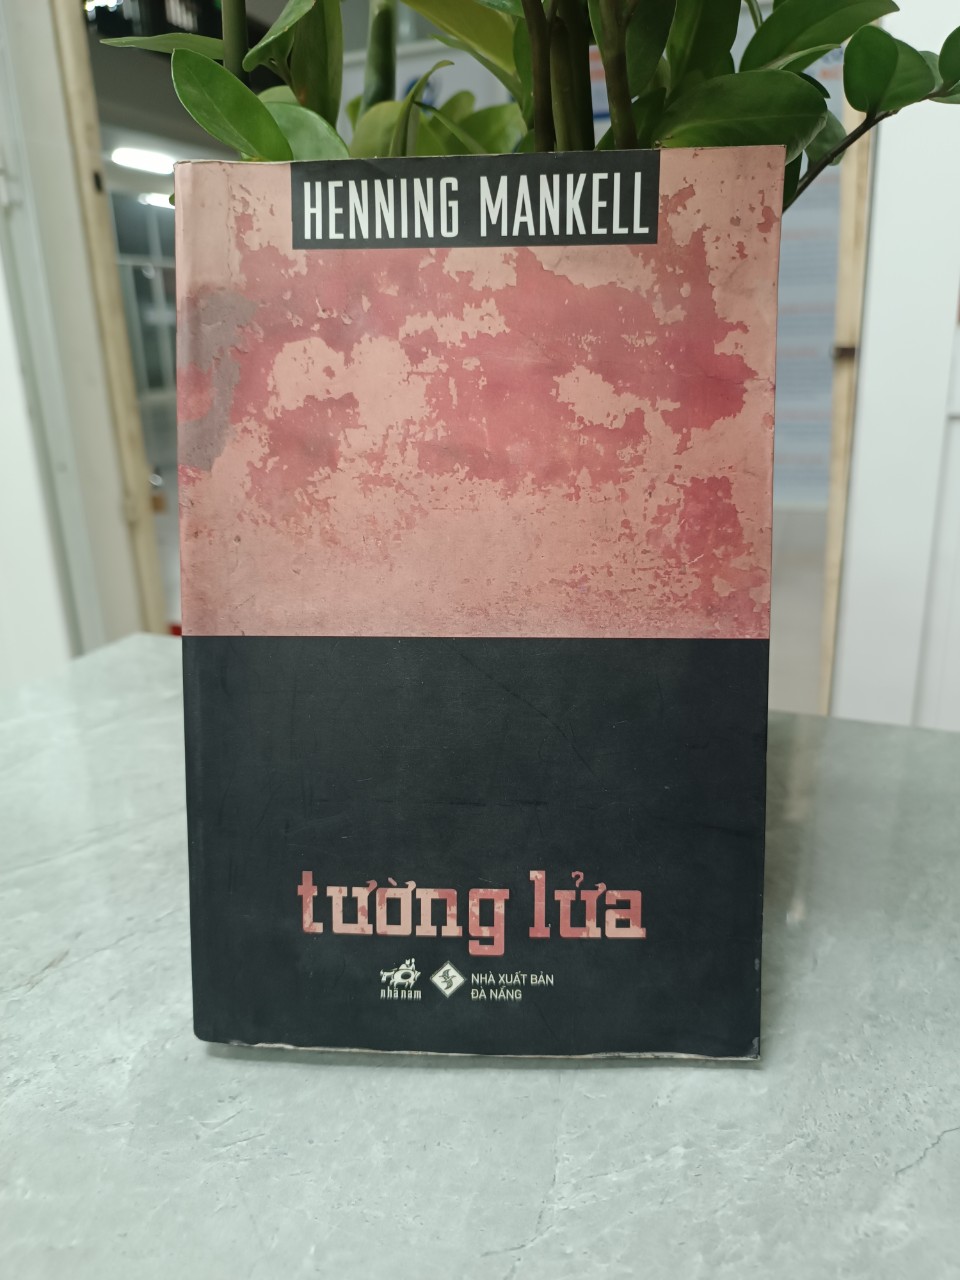 HENNING MANKELL
tường lửa
nhã nam
NHÀ XUẤT BẢN
ĐÀ NẴNG